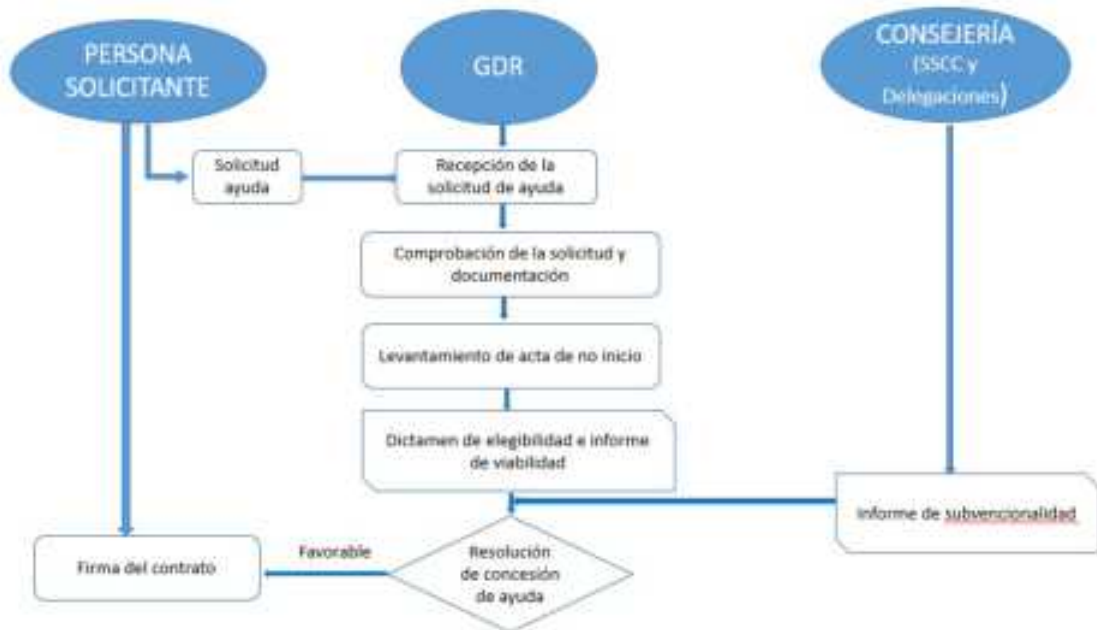 PERSONA
SOLICITANTE
GDR
CONSEJERÍA
(SSCC y
Delegaciones)
Solicitud
ayuda
Recepción de la
solicitud de ayuda
Comprobación de la solicitud y
documentación
Levantamiento de acta de no inicio
Dictamen de elegibilidad e informe
de viabilidad
Informe de subvencionalidad
Resolución
de concesión
de ayuda
Favorable
Firma del contrato